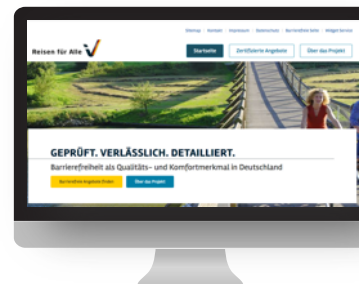 Sitemap Kontakt Impressum Datenschutz Barrierefreie Seite Widget-Service
Reisen für Alle
Startseite Zertifizierte Angebote Über das Projekt
GEPRÜFT. VERLÄSSLICH. DETAILLIERT.
Barrierefreiheit als Qualitäts- und Komfortmerkmal in Deutschland
Barrierefreie Angebote finden Über das Projekt